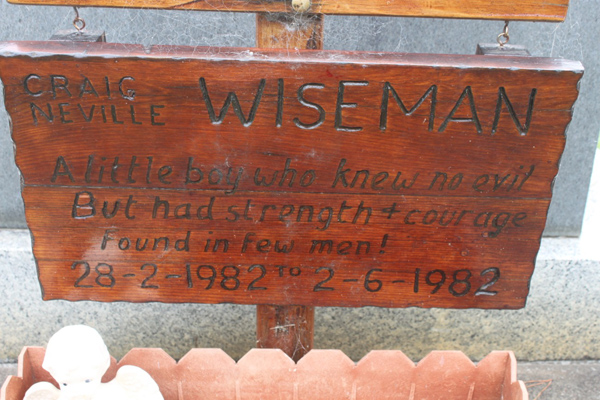 CRAIG NEVILLE WISEMAN
A little boy who knew no evil
But had strength + courage
Found in few men!
28-2-1982 TO 2-6-1982